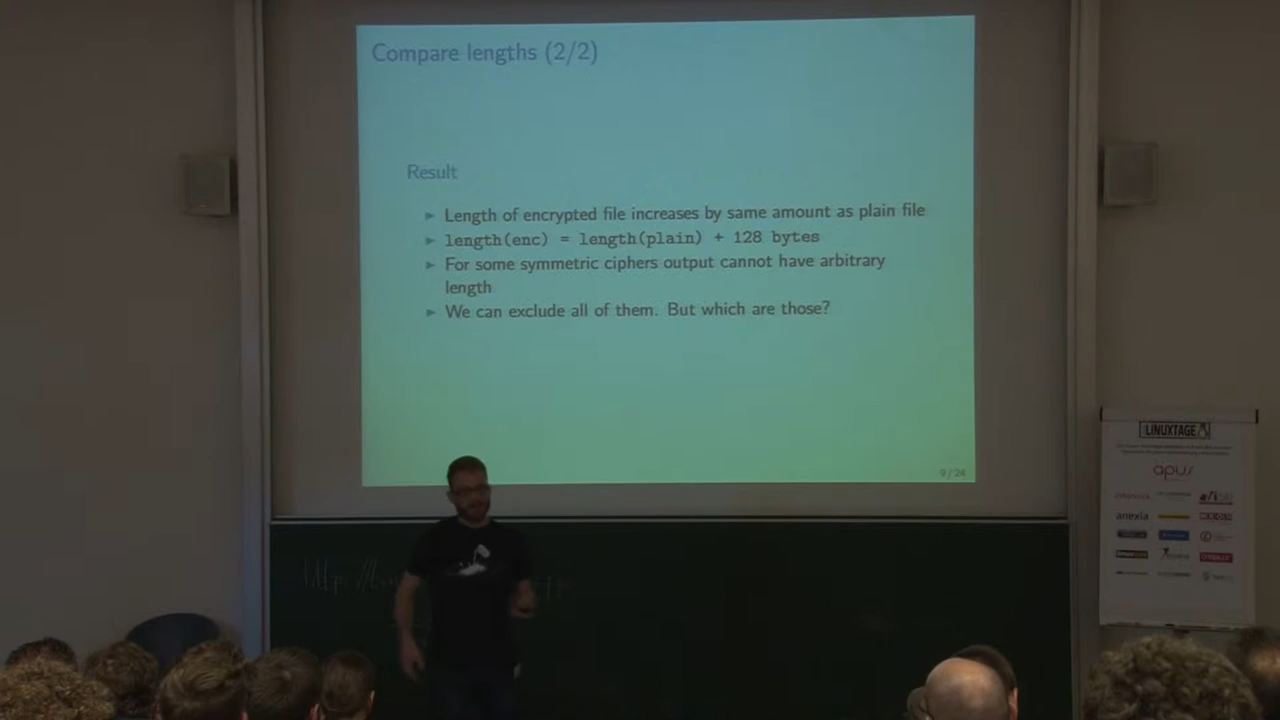 Compare lengths (2/2)
Result
Length of encrypted file increases by same amount as plain file
length(enc) = length(plain) + 128 bytes
For some symmetric ciphers output cannot have arbitrary
length
We can exclude all of them. But which are those?
9 / 24
LINUXTAGE
apus
anexia